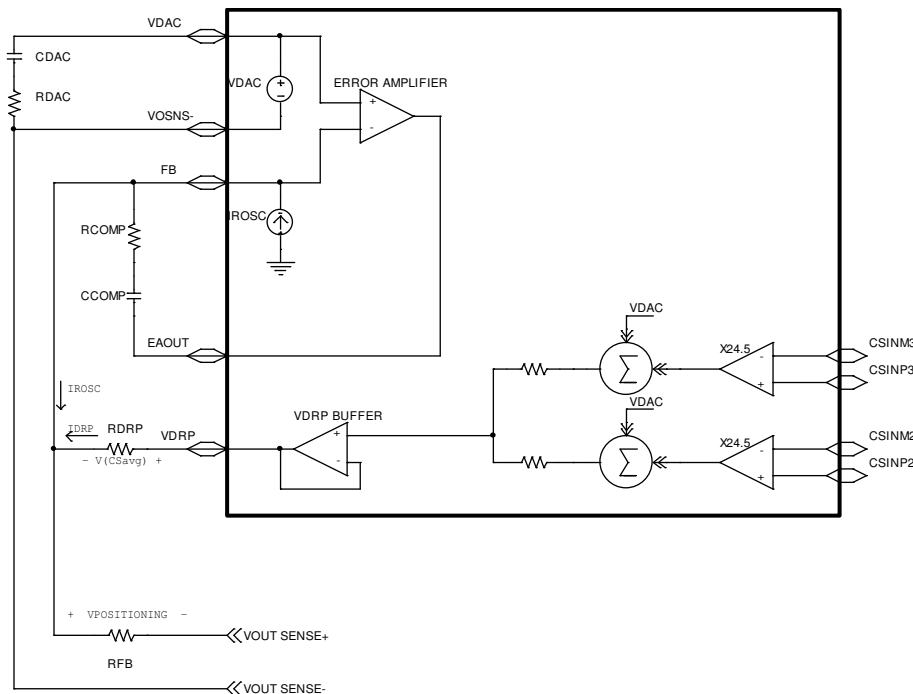 VDAC
CDAC
VDAC
ERROR AMPLIFIER
+
-
+
-
RDAC
VOSNS-
FB
IROSC
RCOMP
CCOMP
VDAC
CSINM3
EAOUT
X24.5
-
+
Σ
CSINP3
IROSC
VDAC
IDRP
RDRP
VDRP
VDRP BUFFER
+
-
X24.5
-
+
Σ
CSINM2
- V(CSavg) +
CSINP2
+ VPOSITIONING -
VOUT SENSE+
RFB
VOUT SENSE-